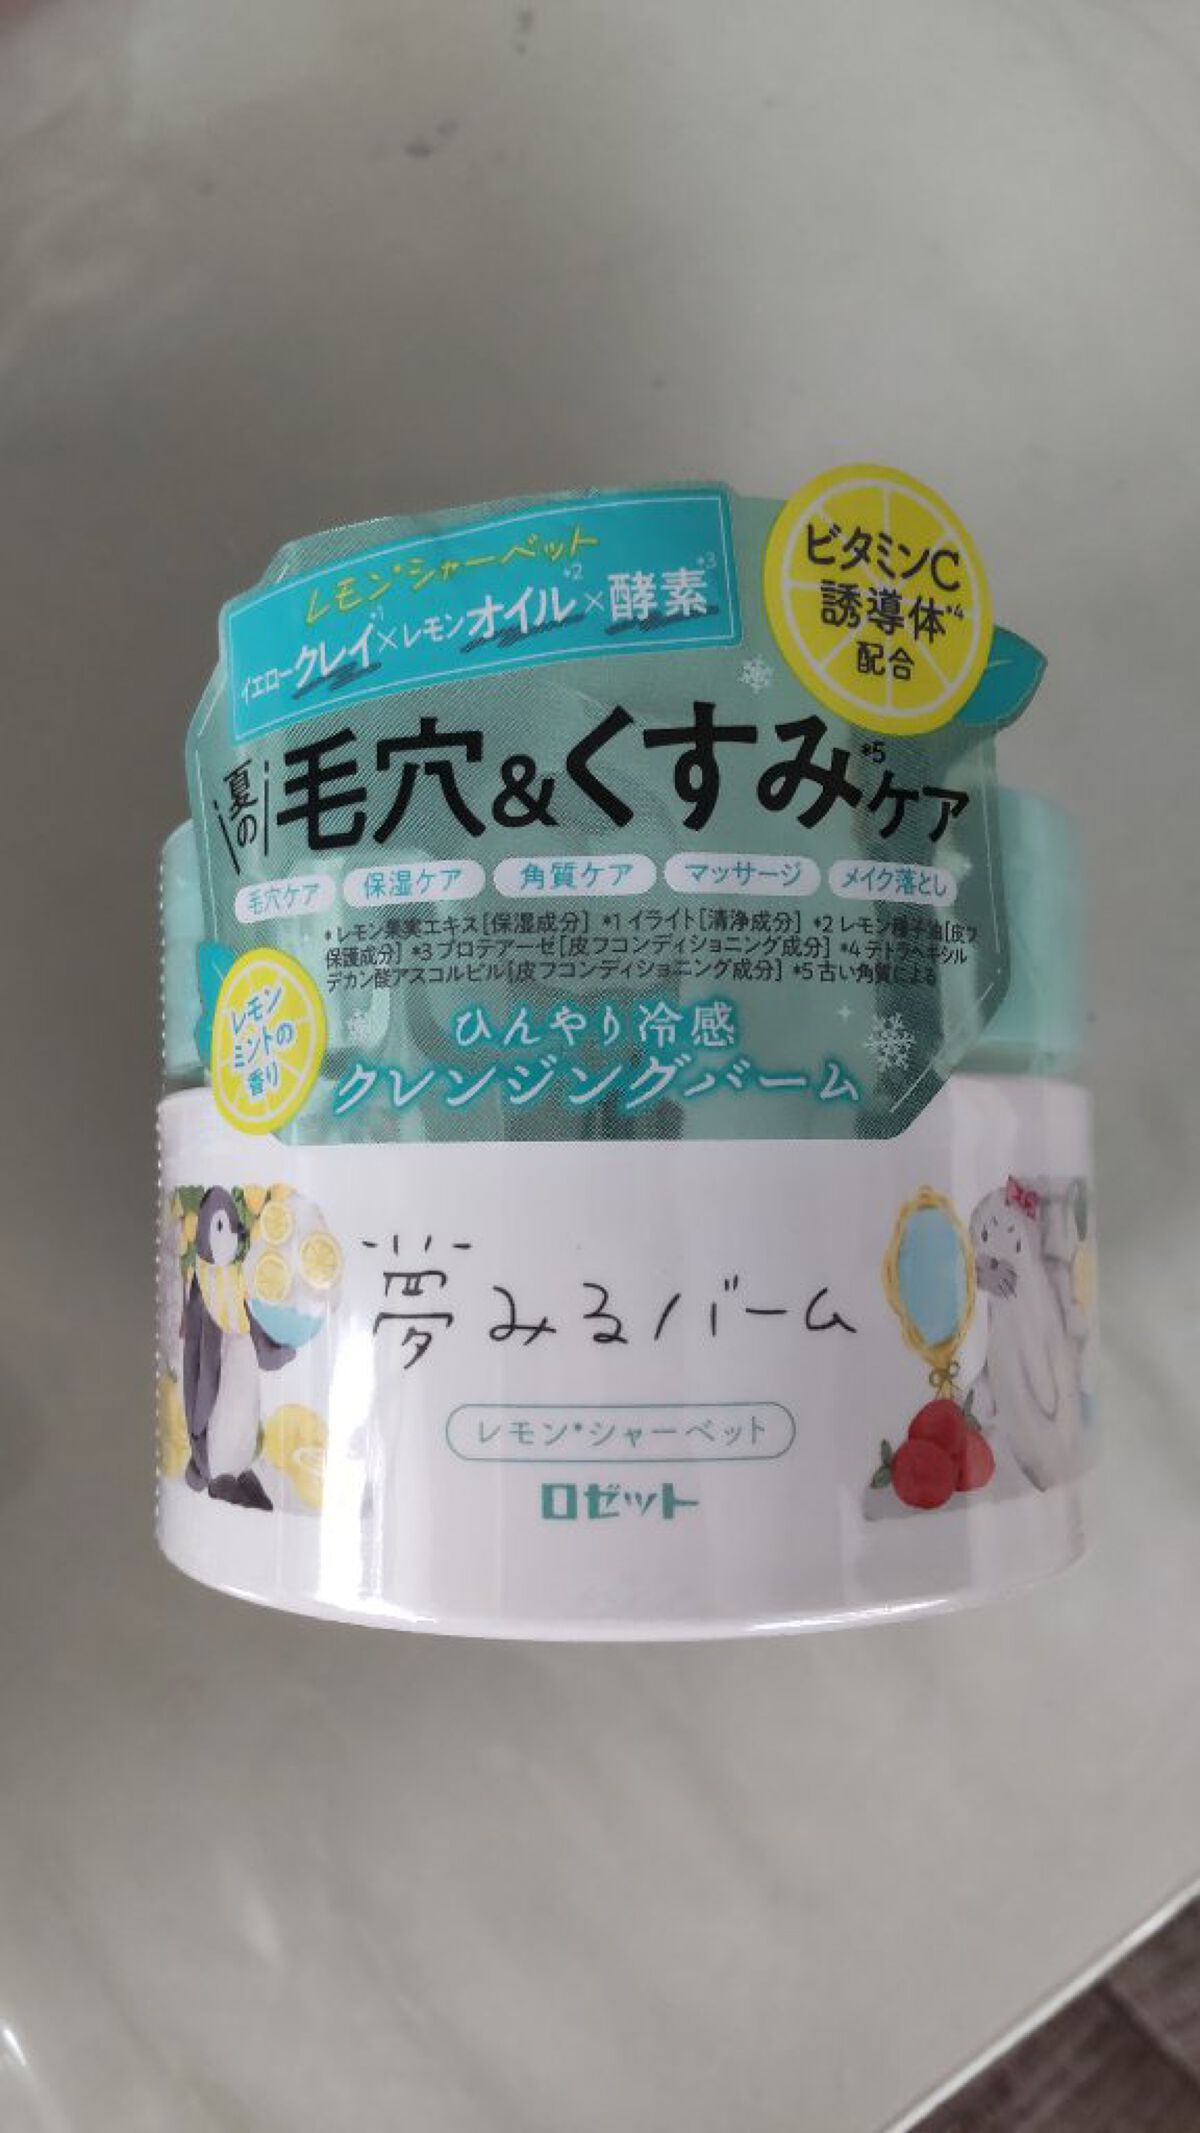 レモン*シャーベット
イエロークレイ*1×レモンオイル*2×酵素*3
ビタミンC
誘導体*4
配合
夏の
毛穴&くすみ*5ケア
毛穴ケア 保湿ケア 角質ケア マッサージ メイク落とし
*レモン果実エキス[保湿成分] *1 イライト[清浄成分] *2 レモン種子油[皮フ
保護成分] *3 プロテアーゼ[皮フコンディショニング成分] *4 テトラヘキシル
デカン酸アスコルビル[皮フコンディショニング成分] *5 古い角質による
レモン
ミントの
香り
ひんやり冷感
クレンジングバーム
夢みるバーム
レモン*シャーベット
ロゼット